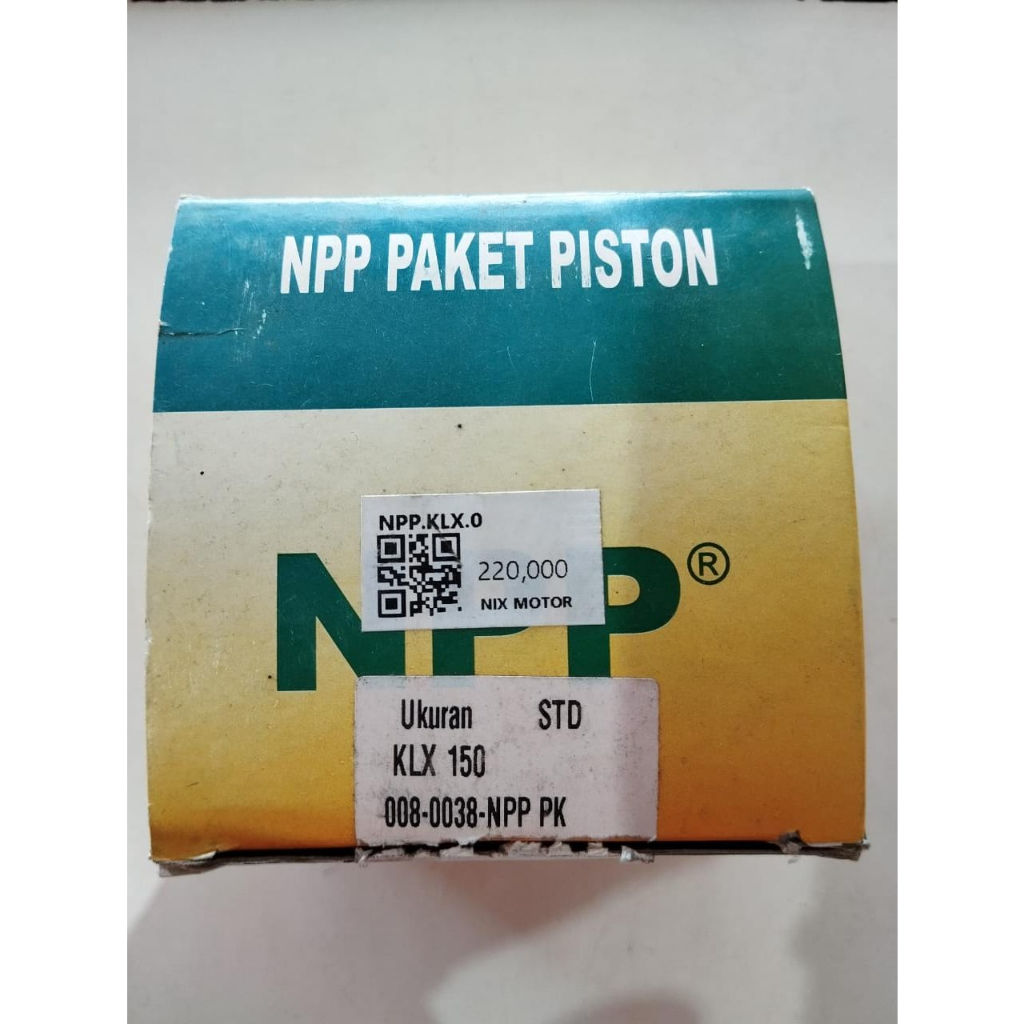 NPP PAKET PISTON
NPP.KLX.0
220,000
NIX MOTOR
NPP®
Ukuran STD
KLX 150
008-0038-NPP PK